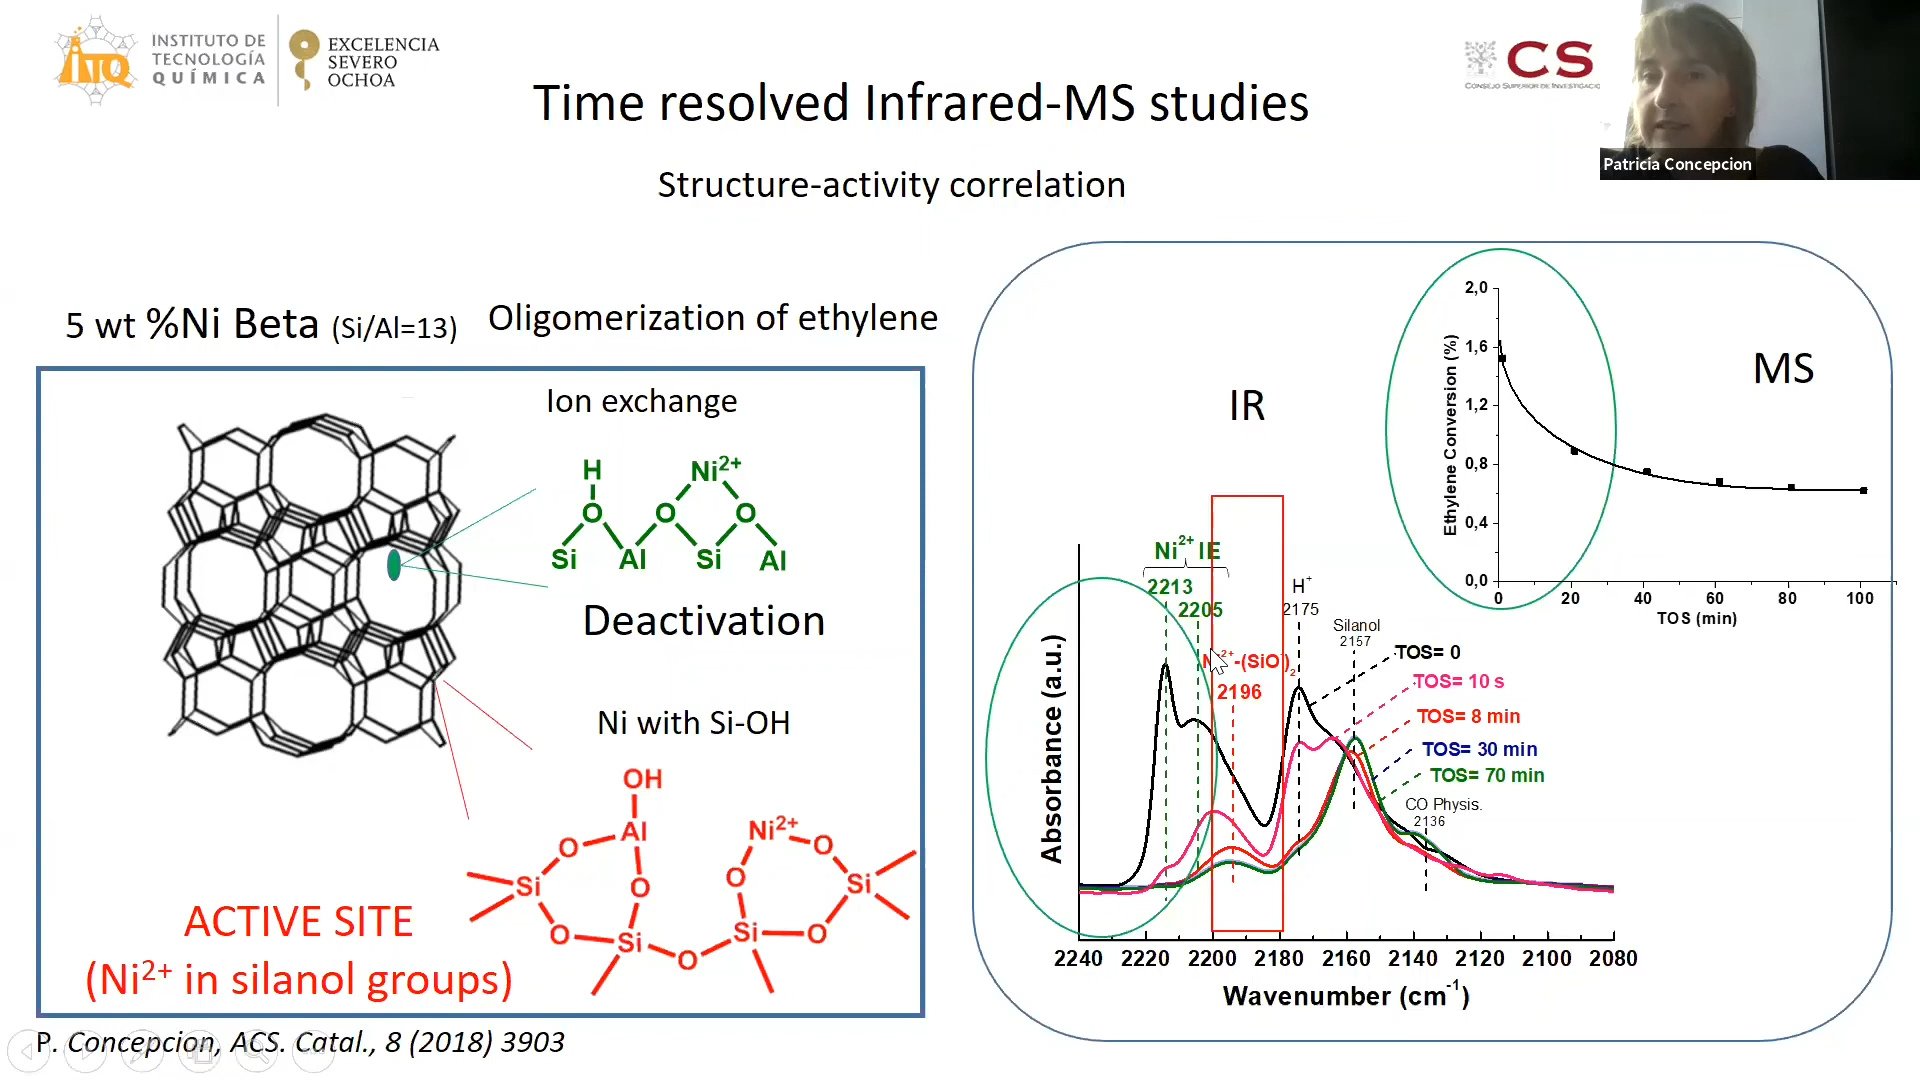 INSTITUTO DE
TECNOLOGÍA
QUÍMICA
EXCELENCIA
SEVERO
OCHOA
iTQ
CS
CONSEJO SUPERIOR DE INVESTIGACIO
Patricia Concepcion
Time resolved Infrared-MS studies
Structure-activity correlation
5 wt %Ni Beta (Si/Al=13)
Oligomerization of ethylene
Ion exchange
H
Ni2+
O
O
O
Si
Al
Si
Al
Deactivation
Ni with Si-OH
OH
Al
Ni2+
O
O
O
O
Si
Si
O
Si
Si
O
O
O
ACTIVE SITE
(Ni2+ in silanol groups)
P. Concepcion, ACS. Catal., 8 (2018) 3903
IR
MS
Ethylene Conversion (%)
2,0
1,6
1,2
0,8
0,4
0,0
0 20 40 60 80 100
TOS (min)
Ni2+ IE
2213
2205
2+-(SiO-)2
2196
H+
2175
Silanol
2157
TOS= 0
TOS= 10 s
TOS= 8 min
TOS= 30 min
TOS= 70 min
CO Physis.
2136
Absorbance (a.u.)
2240 2220 2200 2180 2160 2140 2120 2100 2080
Wavenumber (cm-1)